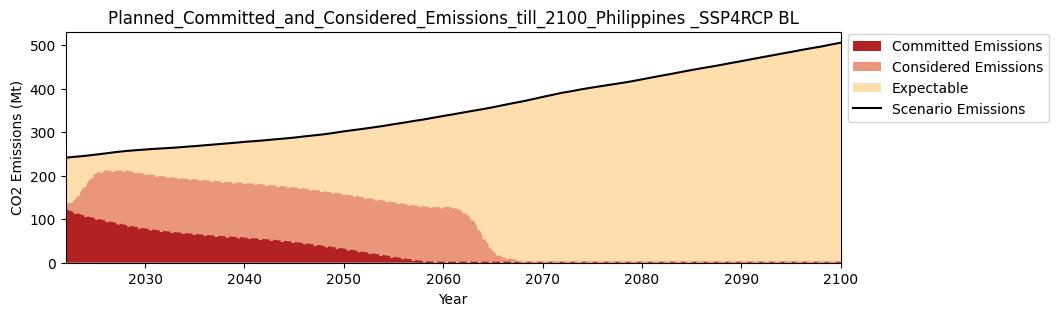 Planned_Committed_and_Considered_Emissions_till_2100_Philippines _SSP4RCP BL
CO2 Emissions (Mt)
500
400
300
200
100
0
2030 2040 2050 2060 2070 2080 2090 2100
Year
Committed Emissions
Considered Emissions
Expectable
Scenario Emissions